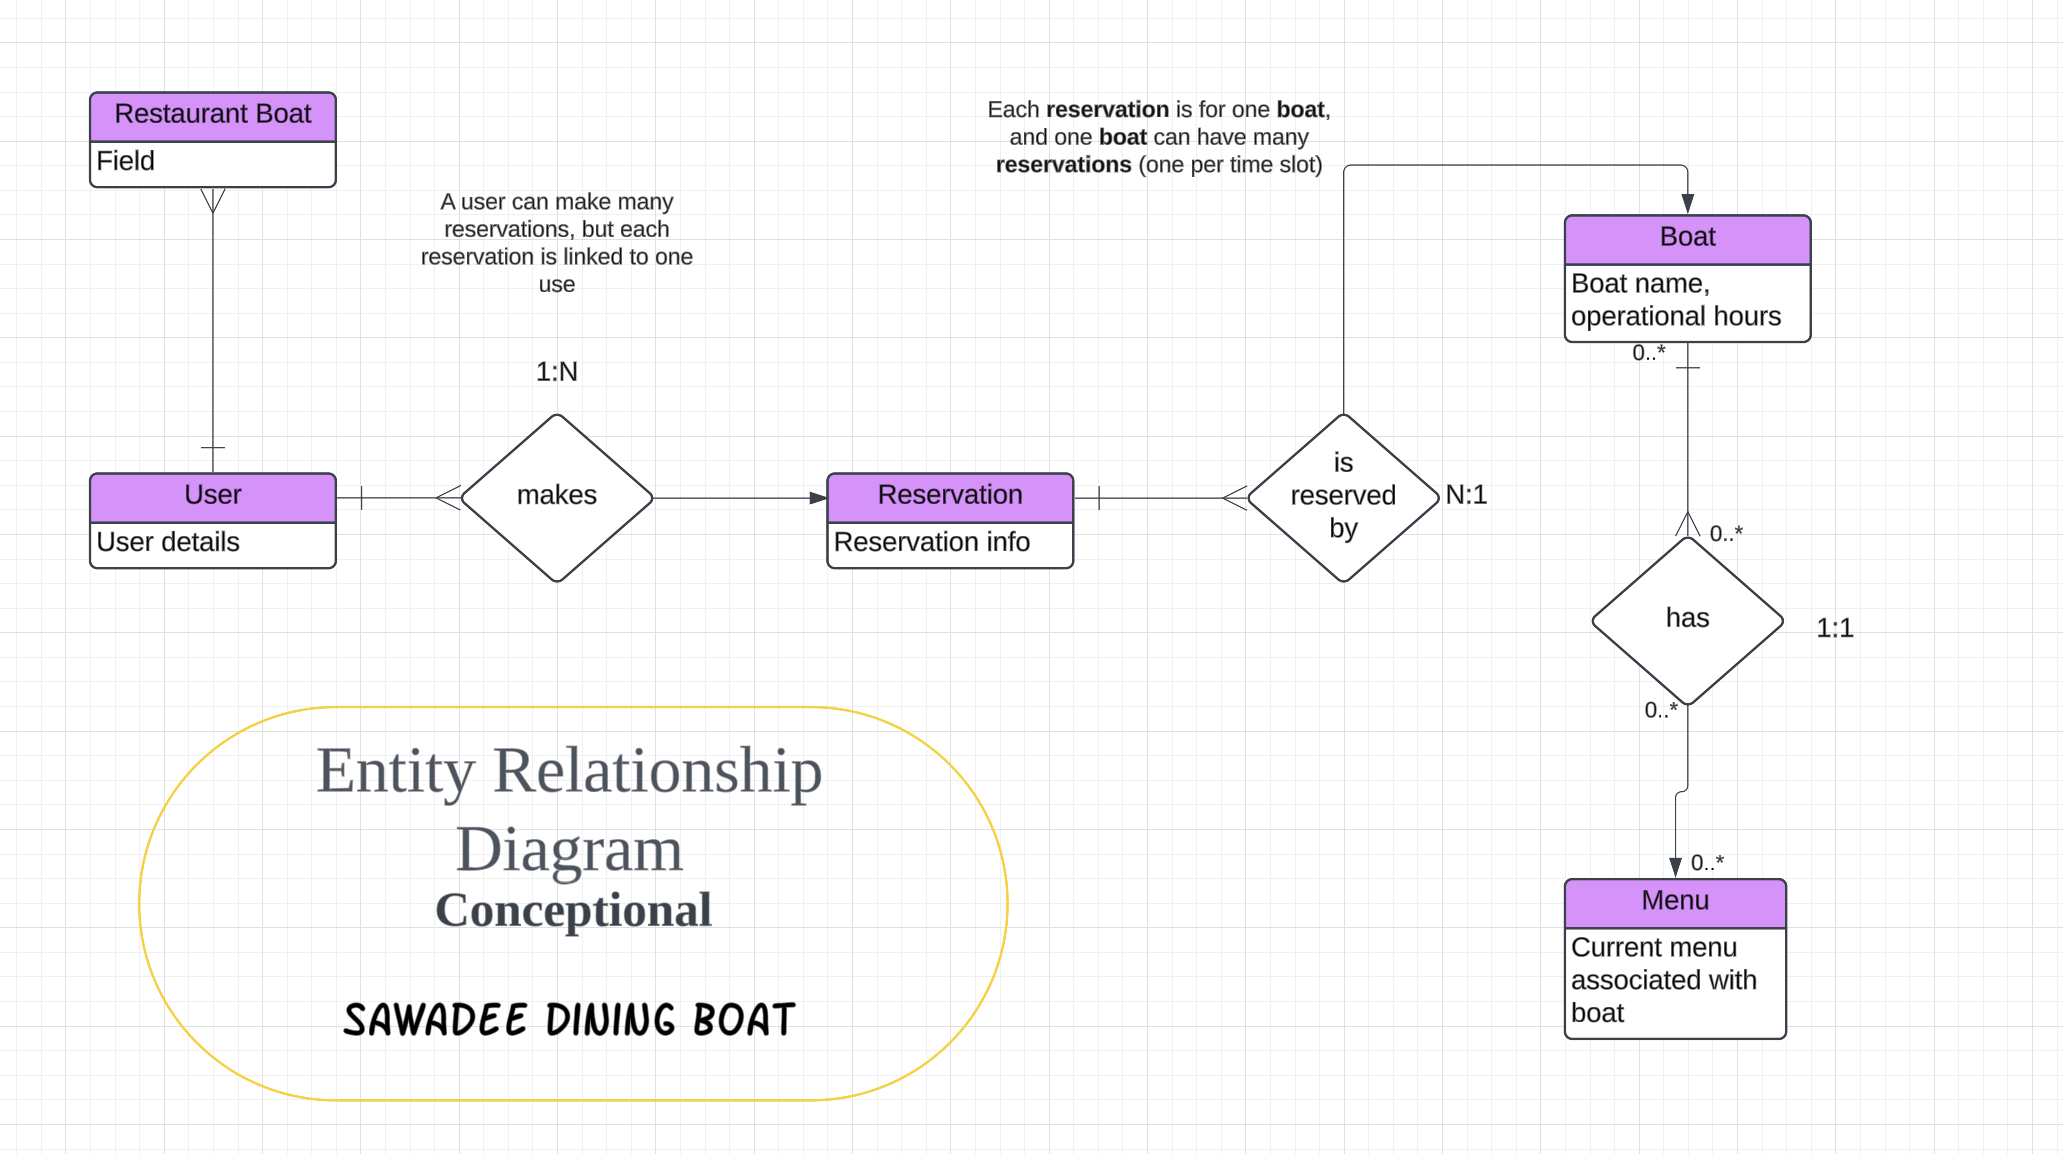 Restaurant Boat
Field
A user can make many
reservations, but each
reservation is linked to one
use
1:N
User
User details
makes
Reservation
Reservation info
Each reservation is for one boat,
and one boat can have many
reservations (one per time slot)
is
reserved
by
N:1
Boat
Boat name,
operational hours
0..*
0..*
has
1:1
0..*
0..*
Menu
Current menu
associated with
boat
Entity Relationship
Diagram
Conceptional
SAWADEE DINING BOAT